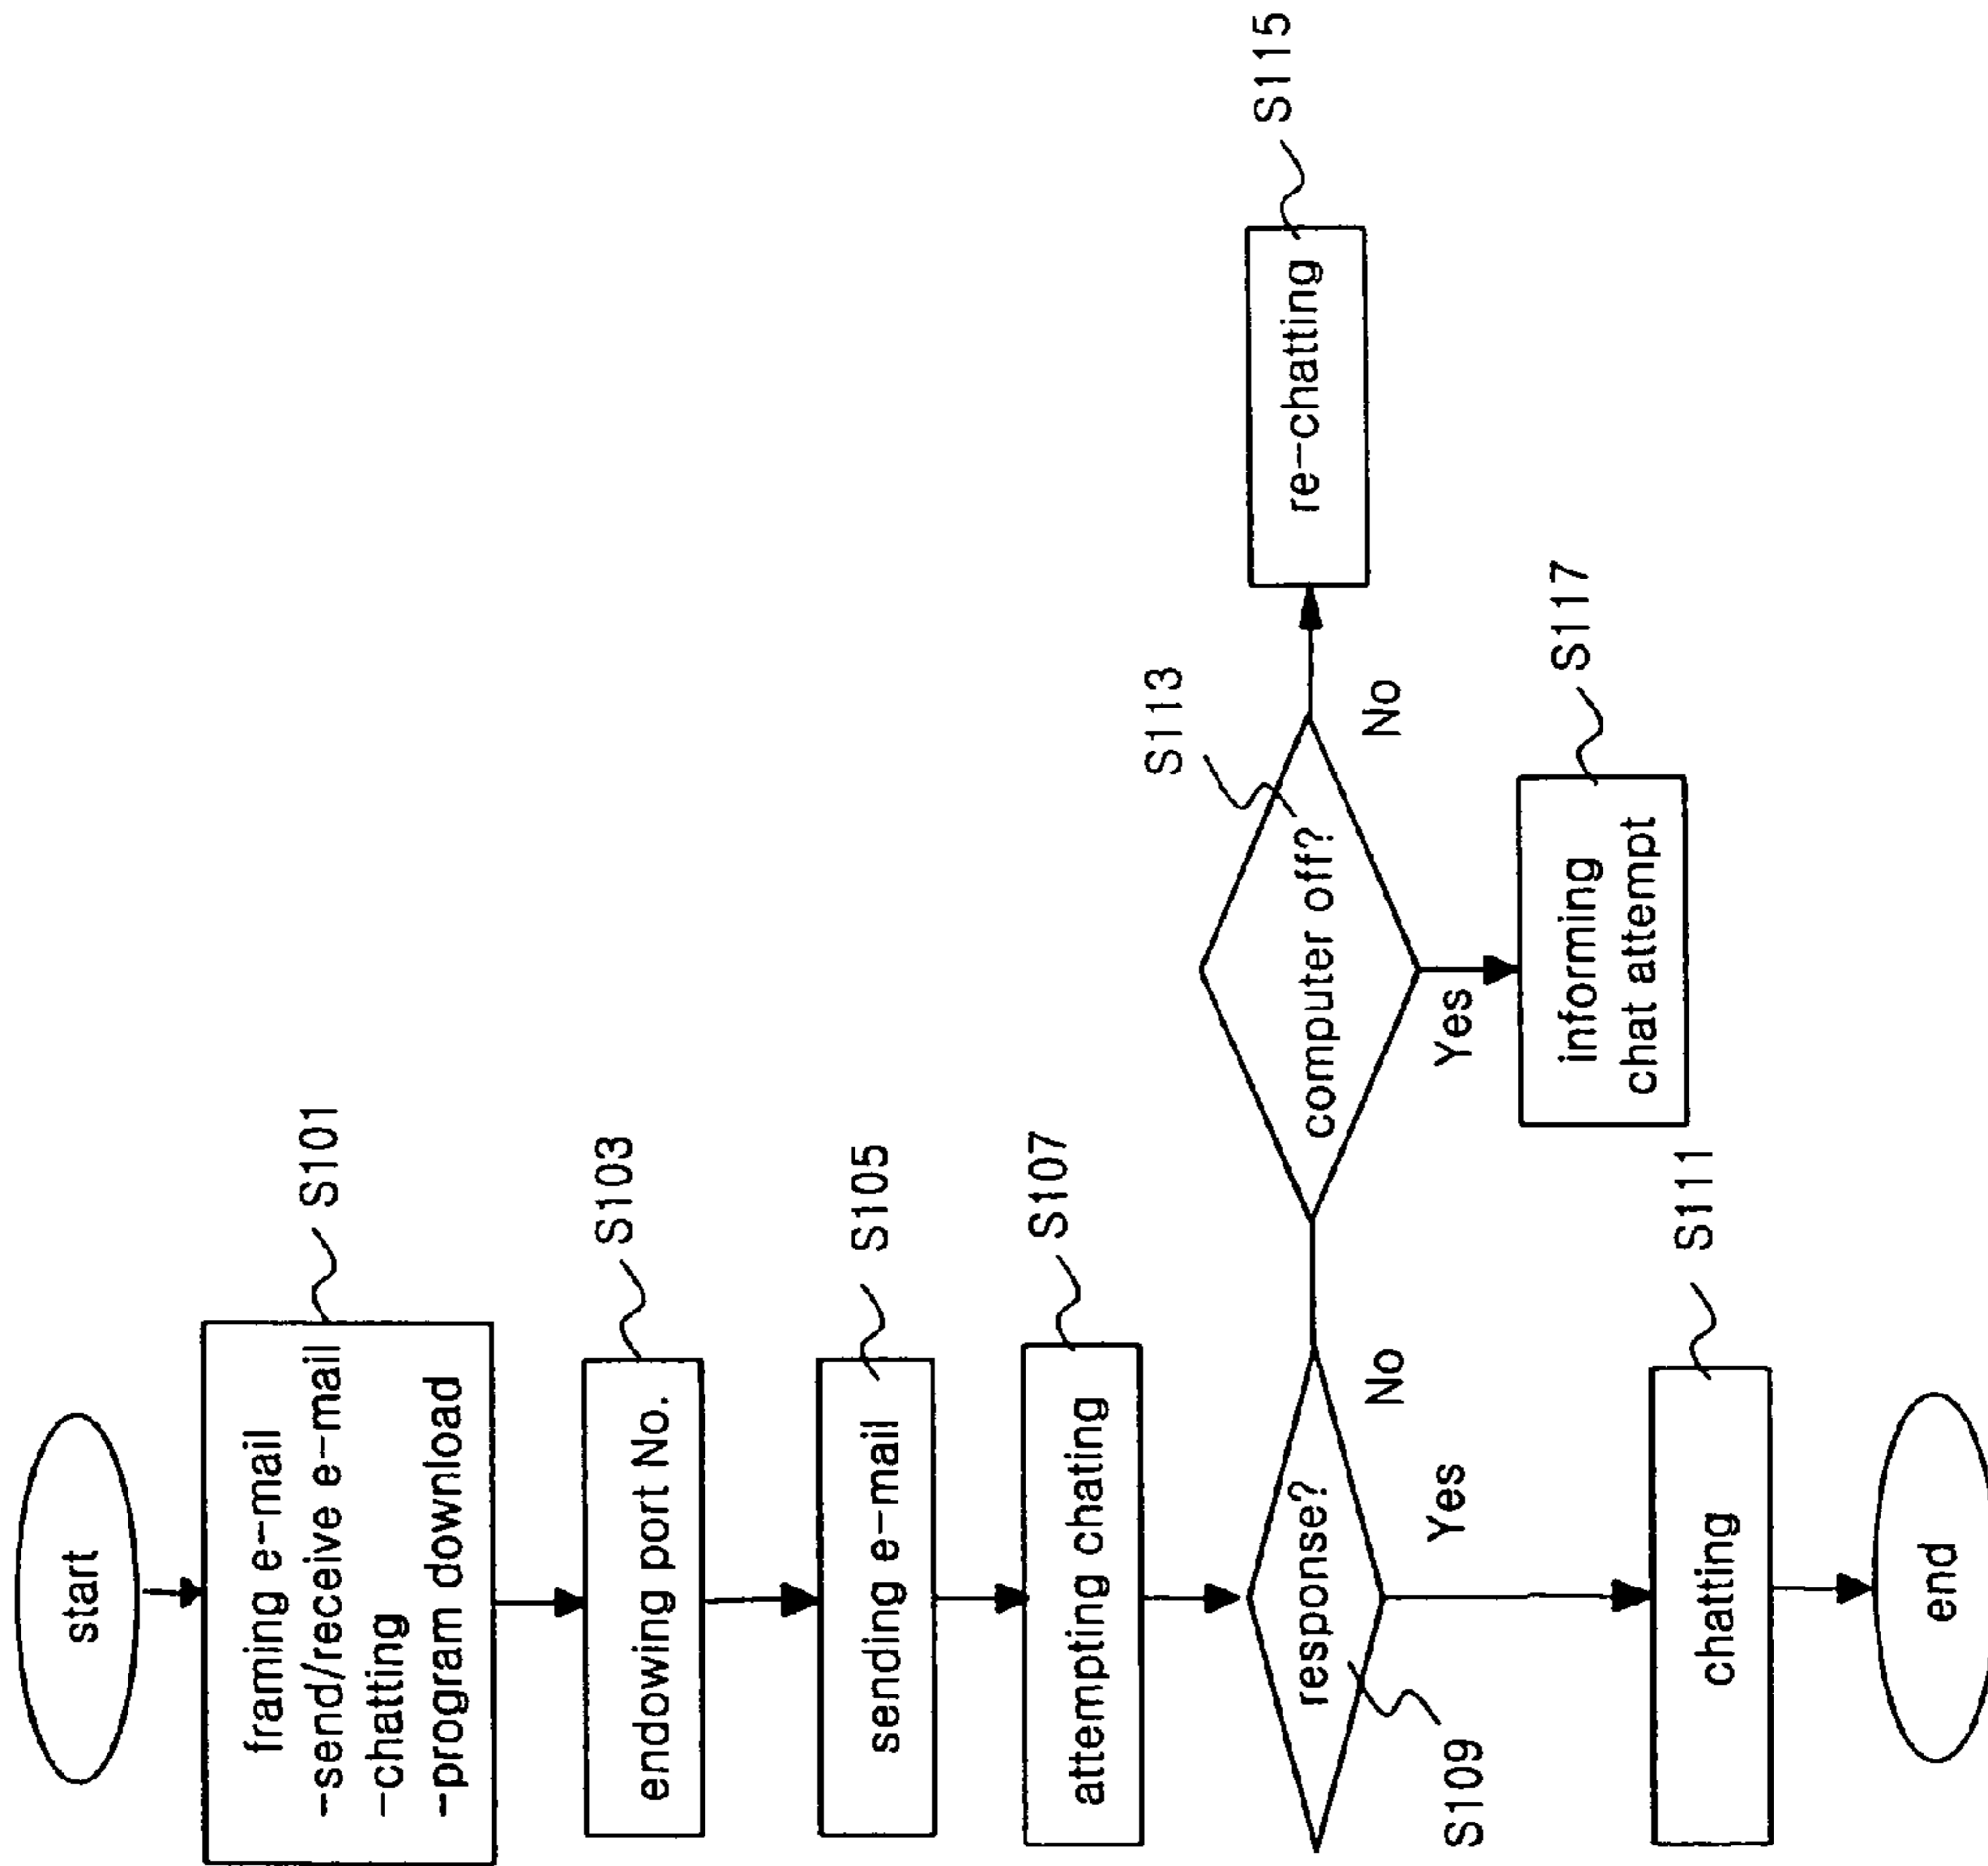 start
framing e-mail
-send/receive e-mail
-chatting
-program download
S101
endowing port No.
S103
sending e-mail
S105
attempting chating
S107
response?
S109
No
Yes
computer off?
S113
No
Yes
re-chatting
S115
informing
chat attempt
S117
chatting
S111
end